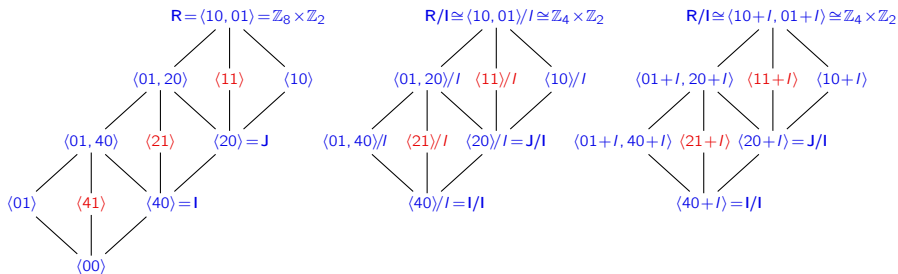 R = ⟨10, 01⟩ = ℤ₈ × ℤ₂
⟨01, 20⟩ ⟨11⟩ ⟨10⟩
⟨01, 40⟩ ⟨21⟩ ⟨20⟩ = J
⟨01⟩ ⟨41⟩ ⟨40⟩ = I
⟨00⟩
R/I ≅ ⟨10, 01⟩/I ≅ ℤ₄ × ℤ₂
⟨01, 20⟩/I ⟨11⟩/I ⟨10⟩/I
⟨01, 40⟩/I ⟨21⟩/I ⟨20⟩/I = J/I
⟨40⟩/I = I/I
R/I ≅ ⟨10+I, 01+I⟩ ≅ ℤ₄ × ℤ₂
⟨01+I, 20+I⟩ ⟨11+I⟩ ⟨10+I⟩
⟨01+I, 40+I⟩ ⟨21+I⟩ ⟨20+I⟩ = J/I
⟨40+I⟩ = I/I